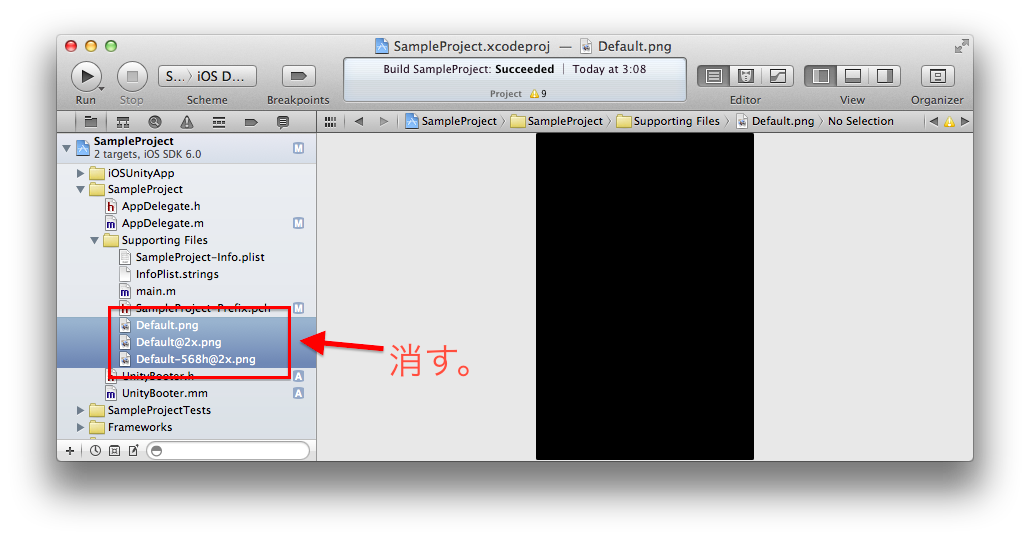 SampleProject.xcodeproj — Default.png
Run
Stop
S... 〉 iOS D...
Scheme
Breakpoints
Build SampleProject: Succeeded | Today at 3:08
Project 9
Editor
View
Organizer
SampleProject 〉 SampleProject 〉 Supporting Files 〉 Default.png 〉 No Selection
SampleProject
2 targets, iOS SDK 6.0
M
iOSUnityApp
SampleProject
h AppDelegate.h
m AppDelegate.m M
Supporting Files
SampleProject-Info.plist
InfoPlist.strings
m main.m
h SampleProject-Prefix.pch M
Default.png
Default@2x.png
Default-568h@2x.png
消す。
h UnityBooter.h A
m UnityBooter.mm A
SampleProjectTests
Frameworks